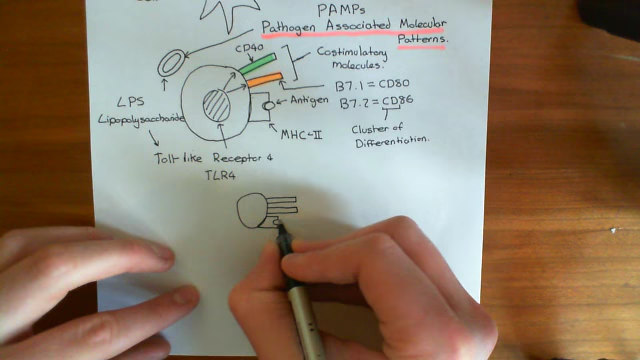 PAMPs
Pathogen Associated Molecular
Patterns.
CD40
Costimulatory
molecules.
B7.1 = CD80
B7.2 = CD86
Antigen
MHC-II
Cluster of
Differentiation.
LPS
Lipopolysaccharide
Toll-like Receptor 4
TLR4